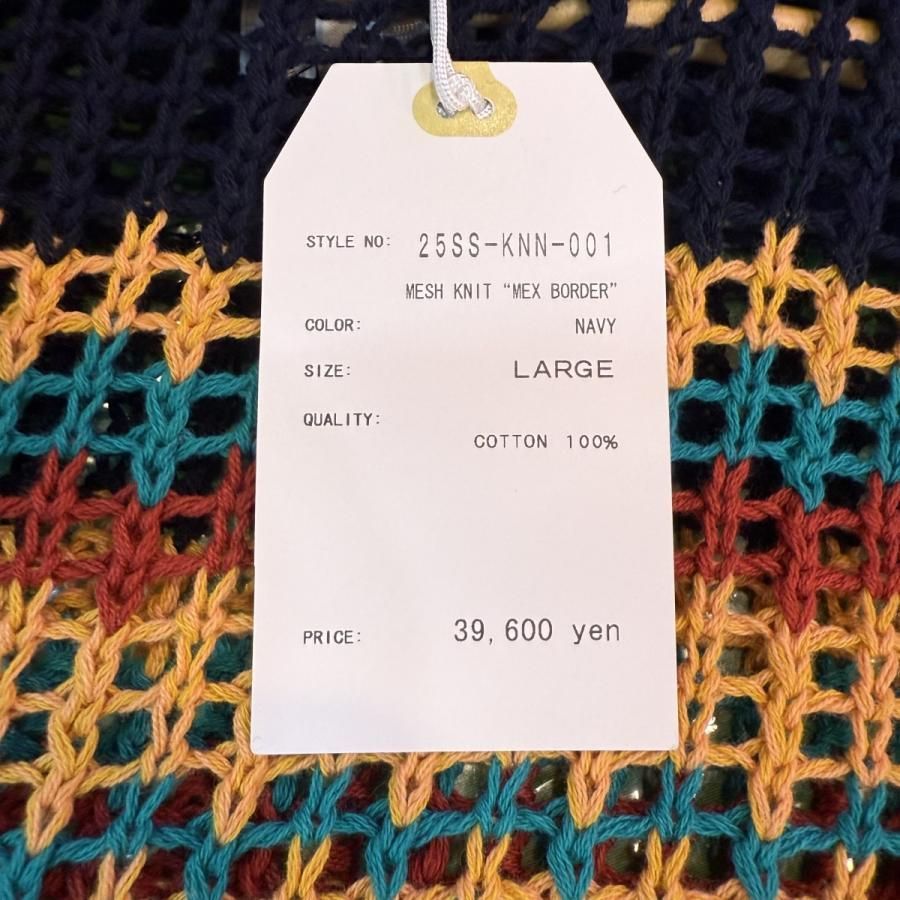 STYLE NO: 25SS-KNN-001
MESH KNIT “MEX BORDER”
COLOR: NAVY
SIZE: LARGE
QUALITY:
COTTON 100%
PRICE: 39,600 yen